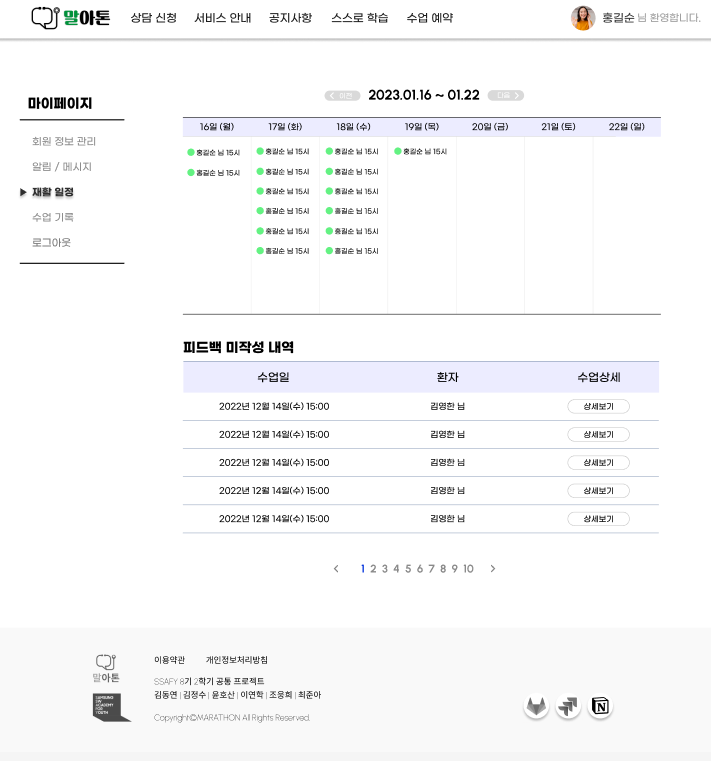 말아톤 상담 신청 서비스 안내 공지사항 스스로 학습 수업 예약 홍길순 님 환영합니다.
마이페이지
회원 정보 관리
알림 / 메시지
▶ 재활 일정
수업 기록
로그아웃
이전 2023.01.16 ~ 01.22 다음
16일 (월) 17일 (화) 18일 (수) 19일 (목) 20일 (금) 21일 (토) 22일 (일)
홍길순 님 15시 홍길순 님 15시 홍길순 님 15시 홍길순 님 15시
홍길순 님 15시 홍길순 님 15시 홍길순 님 15시
홍길순 님 15시 홍길순 님 15시
홍길순 님 15시 홍길순 님 15시
홍길순 님 15시 홍길순 님 15시
홍길순 님 15시 홍길순 님 15시
피드백 미작성 내역
수업일 환자 수업상세
2022년 12월 14일(수) 15:00 김영한 님 상세보기
2022년 12월 14일(수) 15:00 김영한 님 상세보기
2022년 12월 14일(수) 15:00 김영한 님 상세보기
2022년 12월 14일(수) 15:00 김영한 님 상세보기
2022년 12월 14일(수) 15:00 김영한 님 상세보기
< 1 2 3 4 5 6 7 8 9 10 >
말아톤
SAMSUNG
SW
ACADEMY
FOR
YOUTH
이용약관 개인정보처리방침
SSAFY 8기 2학기 공통 프로젝트
김동연 | 김정수 | 윤호산 | 이연학 | 조웅희 | 최준아
Copyright©MARATHON All Rights Reserved.
N